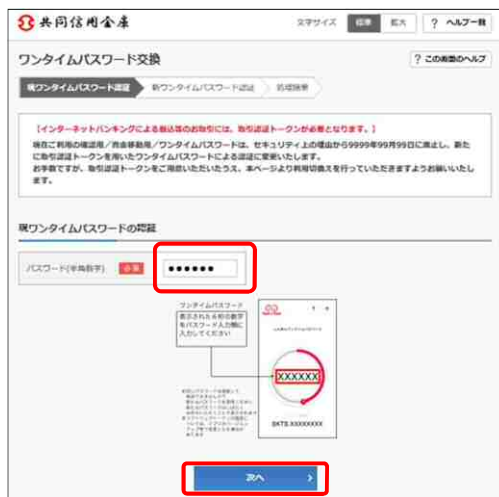 共同信用金庫
文字サイズ 標準 拡大 ? ヘルプ一覧
ワンタイムパスワード交換
? この画面のヘルプ
現ワンタイムパスワード認証 新ワンタイムパスワード認証 処理結果
【インターネットバンキングによる振込等のお取引には、取引認証トークンが必要となります。】
現在ご利用の確認用/資金移動用/ワンタイムパスワードは、セキュリティ上の理由から9999年99月99日に廃止し、新た
に取引認証トークンを用いたワンタイムパスワードによる認証に変更いたします。
お手数ですが、取引認証トークンをご用意いただいたうえ、本ページより利用切換えを行っていただきますようお願いいたし
ます。
現ワンタイムパスワードの認証
パスワード(半角数字) 必須 ●●●●●●
ワンタイムパスワード
表示された6桁の数字
をパスワード入力欄に
入力してください
XXXXXX
SKTS.XXXXXXXX
次へ